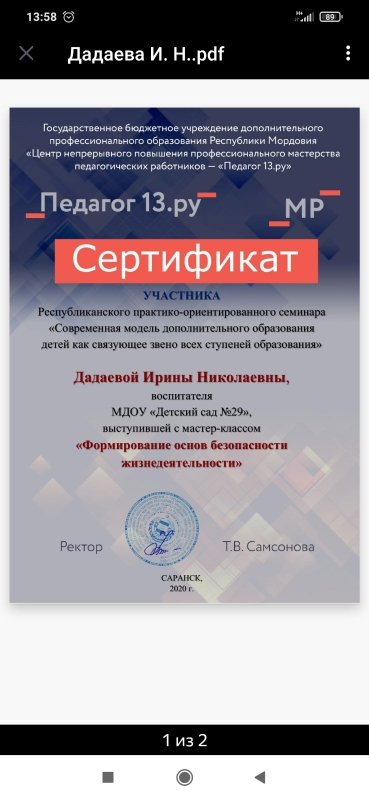 13:58
89
Дадаева И. Н..pdf
Государственное бюджетное учреждение дополнительного
профессионального образования Республики Мордовия
«Центр непрерывного повышения профессионального мастерства
педагогических работников — «Педагог 13.ру»
Педагог 13.ру
МР
Сертификат
УЧАСТНИКА
Республиканского практико-ориентированного семинара
«Современная модель дополнительного образования
детей как связующее звено всех ступеней образования»
Дадаевой Ирины Николаевны,
воспитателя
МДОУ «Детский сад №29»,
выступившей с мастер-классом
«Формирование основ безопасности
жизнедеятельности»
Ректор
Т.В. Самсонова
САРАНСК,
2020 г.
1 из 2